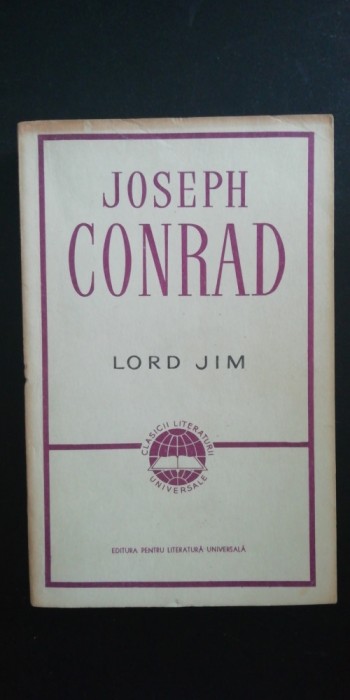 JOSEPH
CONRAD
LORD JIM
CLASICII LITERATURII
UNIVERSALE
EDITURA PENTRU LITERATURĂ UNIVERSALĂ